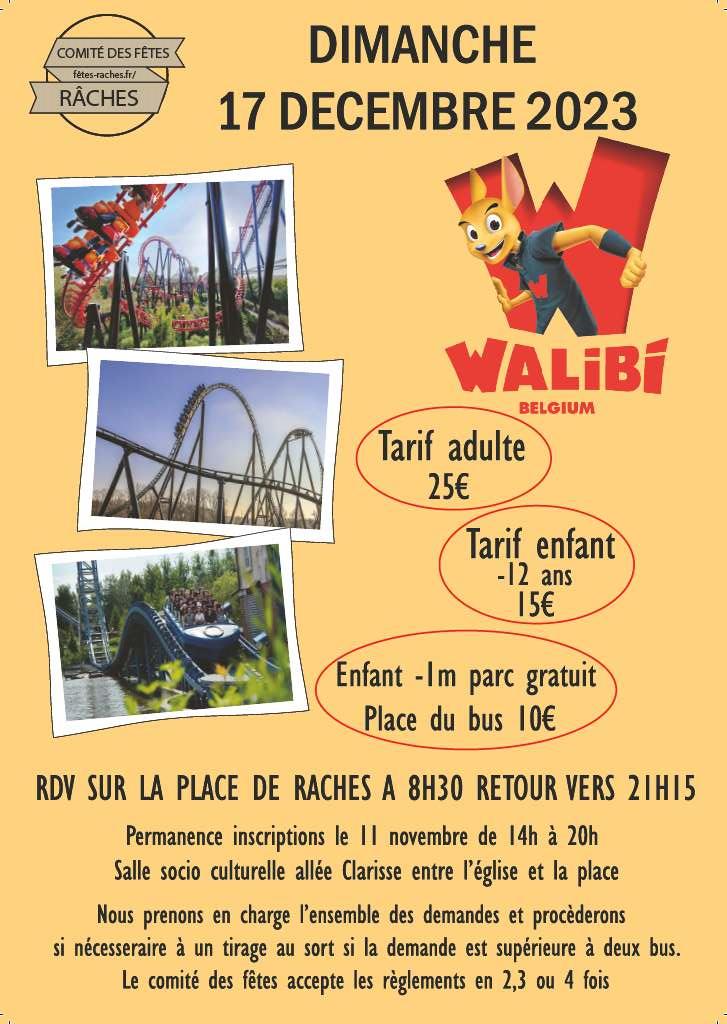 COMITÉ DES FÊTES
fêtes-raches.fr/
RÂCHES
DIMANCHE
17 DECEMBRE 2023
WALiBí
BELGIUM
Tarif adulte
25€
Tarif enfant
-12 ans
15€
Enfant -1m parc gratuit
Place du bus 10€
RDV SUR LA PLACE DE RACHES A 8H30 RETOUR VERS 21H15
Permanence inscriptions le 11 novembre de 14h à 20h
Salle socio culturelle allée Clarisse entre l'église et la place
Nous prenons en charge l'ensemble des demandes et procèderons
si nécesseraire à un tirage au sort si la demande est supérieure à deux bus.
Le comité des fêtes accepte les règlements en 2,3 ou 4 fois